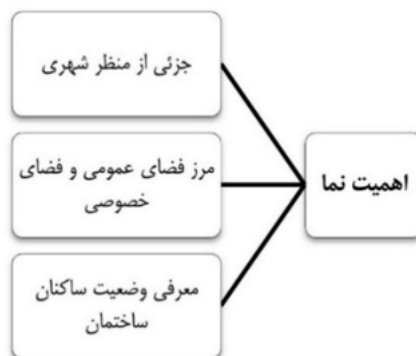 جزئی از منظر شهری
مرز فضای عمومی و فضای
خصوصی
اهمیت نما
معرفی وضعیت ساکنان
ساختمان